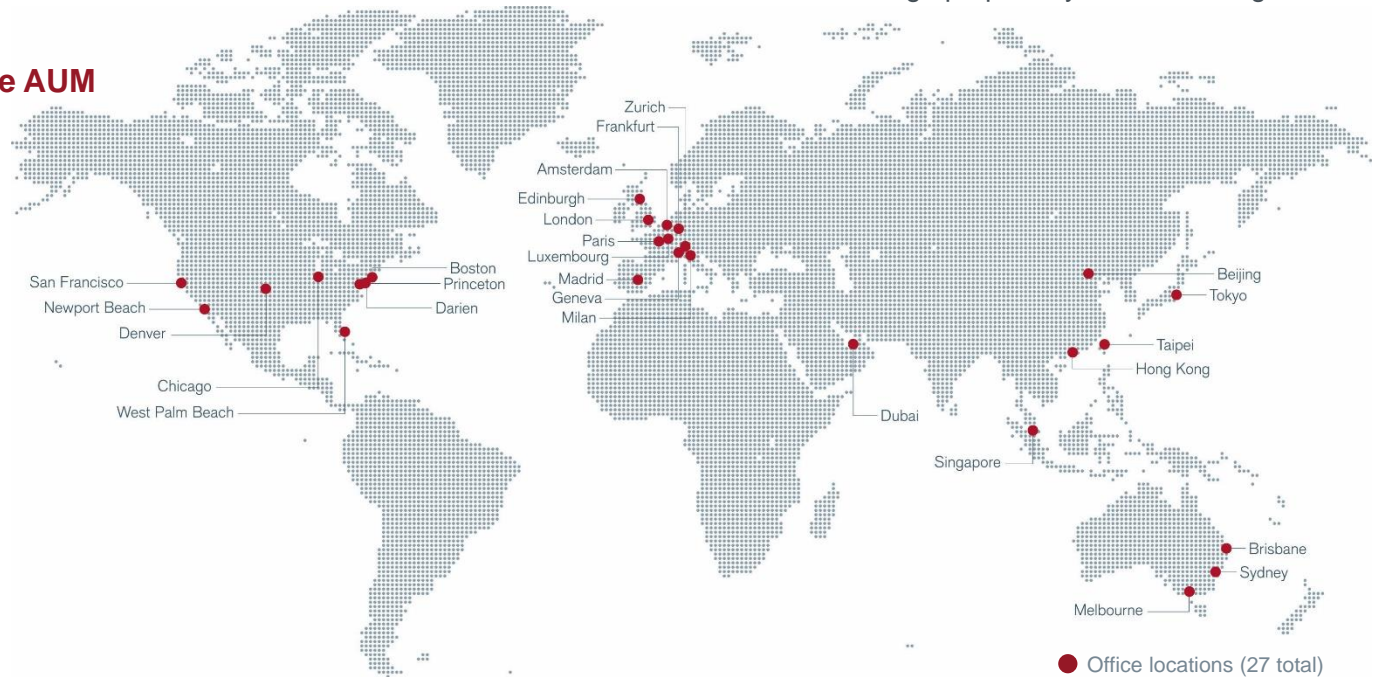 e AUM
Zurich
Frankfurt
Amsterdam
Edinburgh
London
Paris
Luxembourg
Madrid
Geneva
Milan
Boston
Princeton
Darien
San Francisco
Newport Beach
Denver
Chicago
West Palm Beach
Beijing
Tokyo
Taipei
Hong Kong
Dubai
Singapore
Brisbane
Sydney
Melbourne
Office locations (27 total)